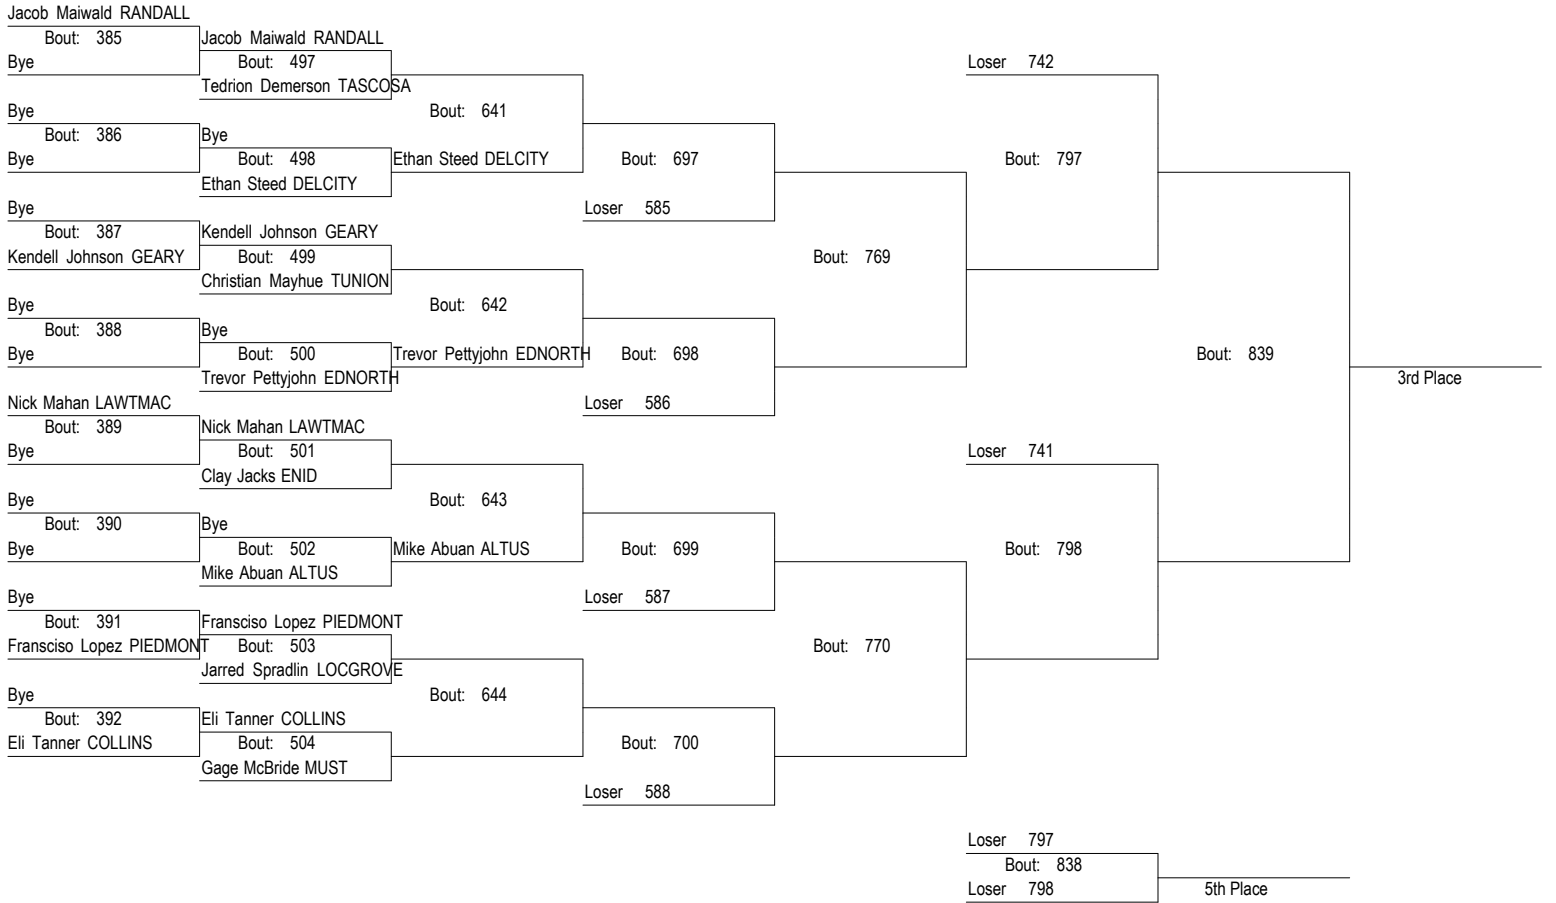 Jacob Maiwald RANDALL
Bout: 385
Jacob Maiwald RANDALL
Bye
Bout: 497
Loser 742
Tedrion Demerson TASCOSA
Bye
Bout: 641
Bout: 386
Bye
Bye
Bout: 498
Ethan Steed DELCITY
Bout: 697
Bout: 797
Ethan Steed DELCITY
Bye
Loser 585
Bout: 387
Kendell Johnson GEARY
Kendell Johnson GEARY
Bout: 499
Bout: 769
Christian Mayhue TUNION
Bye
Bout: 642
Bout: 388
Bye
Bye
Bout: 500
Trevor Pettyjohn EDNORTH
Bout: 698
Bout: 839
Trevor Pettyjohn EDNORTH
3rd Place
Nick Mahan LAWTMAC
Loser 586
Bout: 389
Nick Mahan LAWTMAC
Bye
Bout: 501
Loser 741
Clay Jacks ENID
Bye
Bout: 643
Bout: 390
Bye
Bye
Bout: 502
Mike Abuan ALTUS
Bout: 699
Bout: 798
Mike Abuan ALTUS
Bye
Loser 587
Bout: 391
Fransciso Lopez PIEDMONT
Fransciso Lopez PIEDMONT
Bout: 503
Bout: 770
Jarred Spradlin LOCGROVE
Bye
Bout: 644
Bout: 392
Eli Tanner COLLINS
Eli Tanner COLLINS
Bout: 504
Bout: 700
Gage McBride MUST
Loser 588
Loser 797
Bout: 838
Loser 798
5th Place